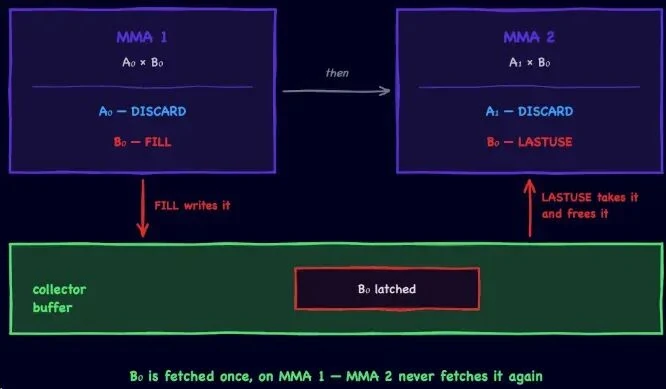 MMA 1
A₀ × B₀
A₀ — DISCARD
B₀ — FILL
then
MMA 2
A₁ × B₀
A₁ — DISCARD
B₀ — LASTUSE
FILL writes it
LASTUSE takes it
and frees it
collector
buffer
B₀ latched
B₀ is fetched once, on MMA 1 — MMA 2 never fetches it again